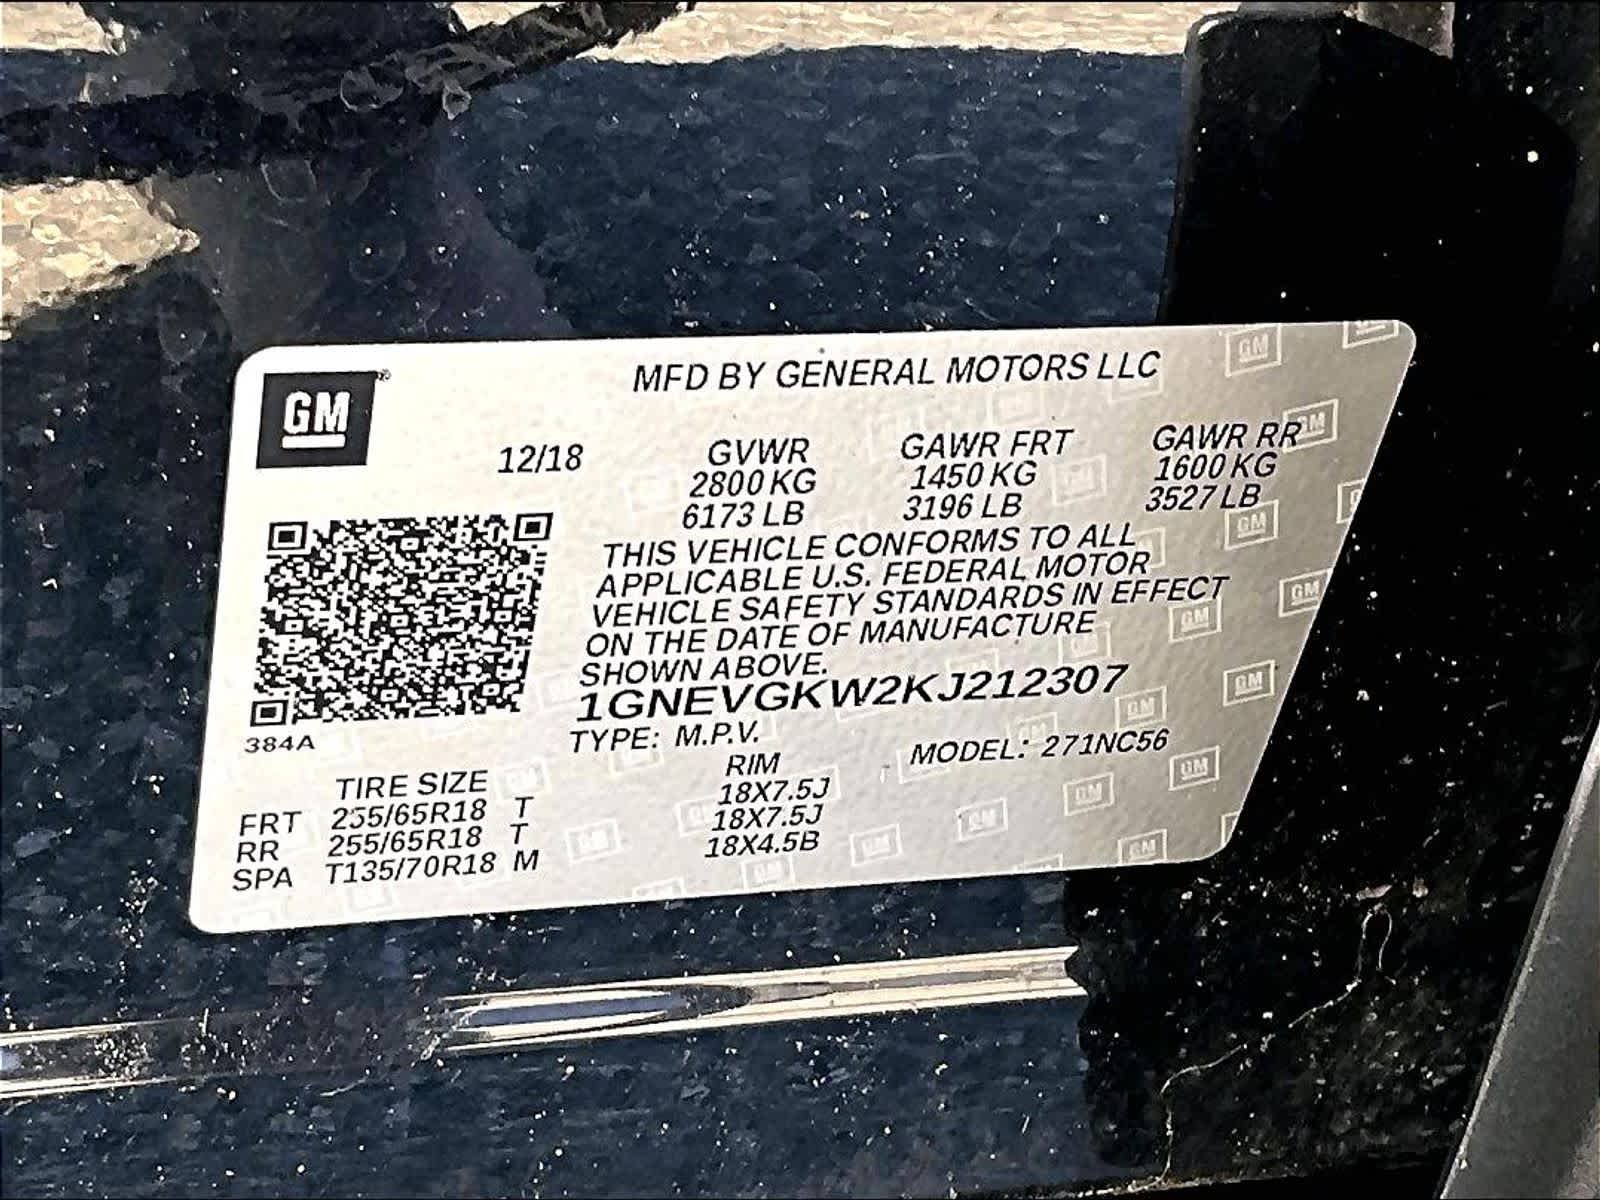 GM
MFD BY GENERAL MOTORS LLC
12/18 GVWR GAWR FRT GAWR RR
2800 KG 1450 KG 1600 KG
6173 LB 3196 LB 3527 LB
THIS VEHICLE CONFORMS TO ALL
APPLICABLE U.S. FEDERAL MOTOR
VEHICLE SAFETY STANDARDS IN EFFECT
ON THE DATE OF MANUFACTURE
SHOWN ABOVE.
1GNEVGKW2KJ212307
384A
TYPE: M.P.V. MODEL: 271NC56
TIRE SIZE RIM
FRT 255/65R18 T 18X7.5J
RR 255/65R18 T 18X7.5J
SPA T135/70R18 M 18X4.5B